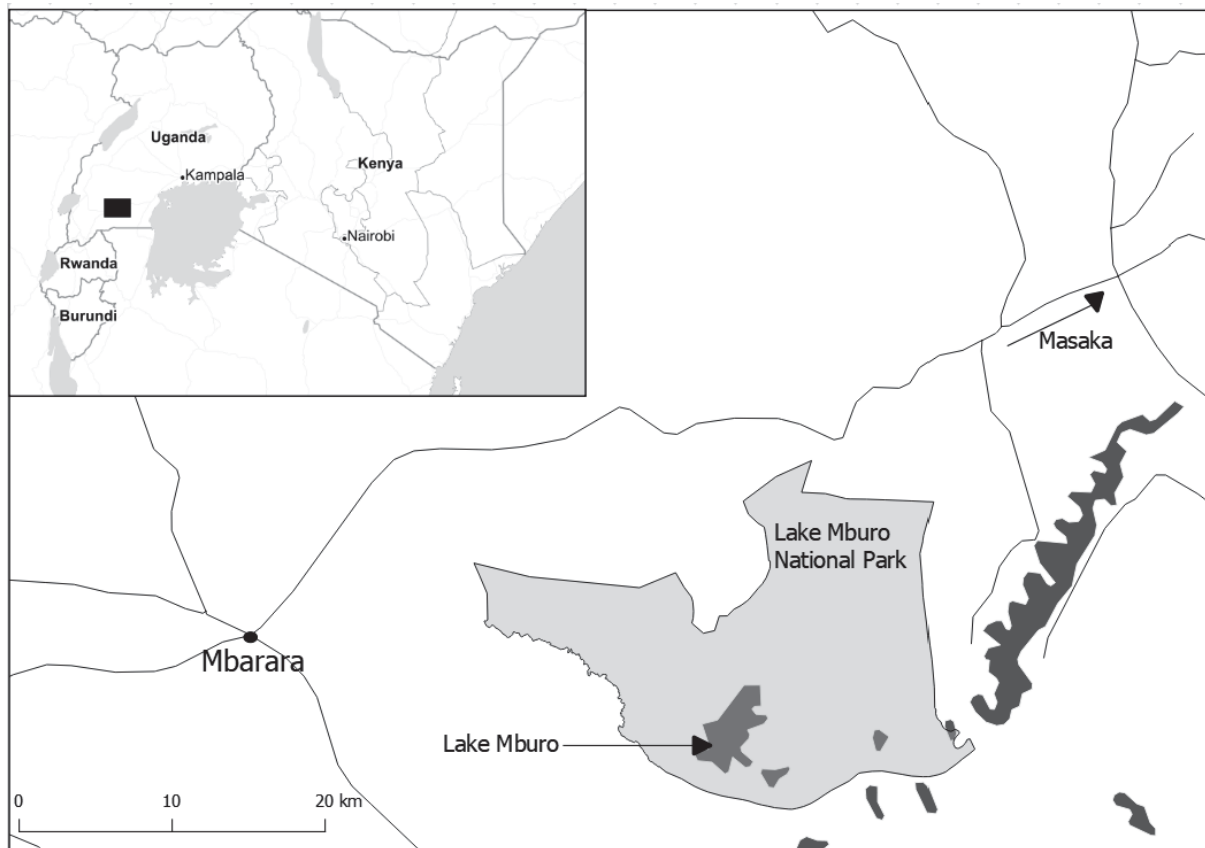 Uganda
Kampala
Kenya
Nairobi
Rwanda
Burundi
Masaka
Lake Mburo
National Park
Mbarara
Lake Mburo
0 10 20 km